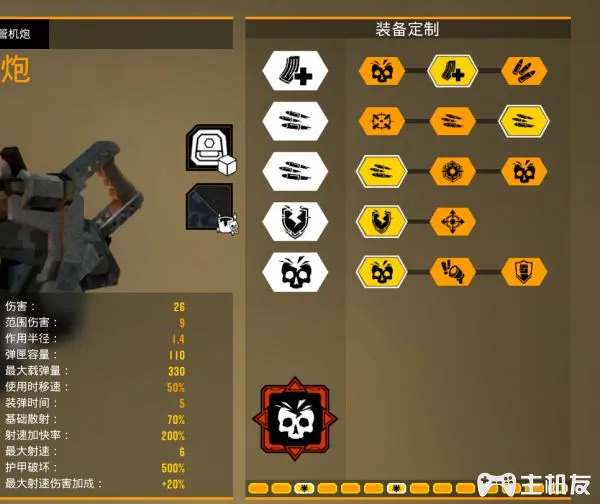 管机炮
装备定制
炮
伤害： 26
范围伤害： 9
作用半径： 1.4
弹匣容量： 110
最大载弹量： 330
使用时移速： 50%
装弹时间： 5
基础散射： 70%
射速加快率： 200%
最大射速： 6
护甲破坏： 500%
最大射速伤害加成： +20%
主机友